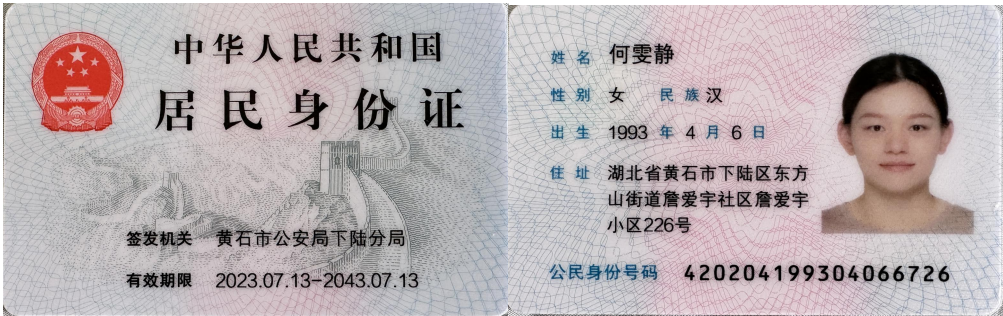 中华人民共和国
居民身份证
签发机关 黄石市公安局下陆分局
有效期限 2023.07.13-2043.07.13
姓名 何雯静
性别 女 民族 汉
出生 1993 年 4 月 6 日
住址 湖北省黄石市下陆区东方
山街道詹爱宇社区詹爱宇
小区226号
公民身份号码 420204199304066726